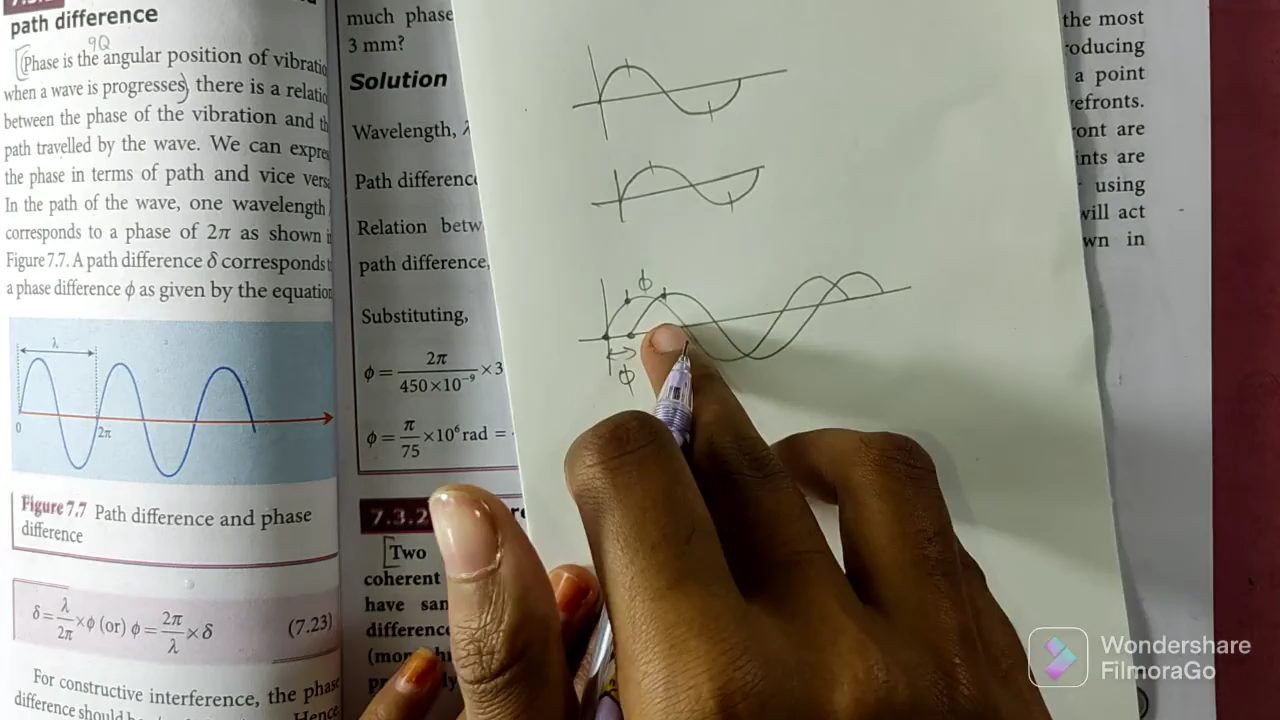 path difference
9Q
Phase is the angular position of vibratio
when a wave is progresses, there is a relatio
between the phase of the vibration and th
path travelled by the wave. We can expre
the phase in terms of path and vice vers
In the path of the wave, one wavelength
corresponds to a phase of 2π as shown i
Figure 7.7. A path difference δ corresponds t
a phase difference ϕ as given by the equation
λ
0
2π
Figure 7.7 Path difference and phase
difference
δ = λ/2π × ϕ (or) ϕ = 2π/λ × δ (7.23)
For constructive interference, the phase
difference should be
Hence
much phase
3 mm?
Solution
Wavelength, λ
Path difference
Relation betw
path difference,
Substituting,
ϕ = 2π/450×10⁻⁹ × 3
ϕ = π/75 × 10⁶ rad =
7.3.2
Two
coherent
have sam
difference
ϕ
ϕ
the most
roducing
a point
refronts.
ont are
ints are
using
will act
wn in
Wondershare
FilmoraGo